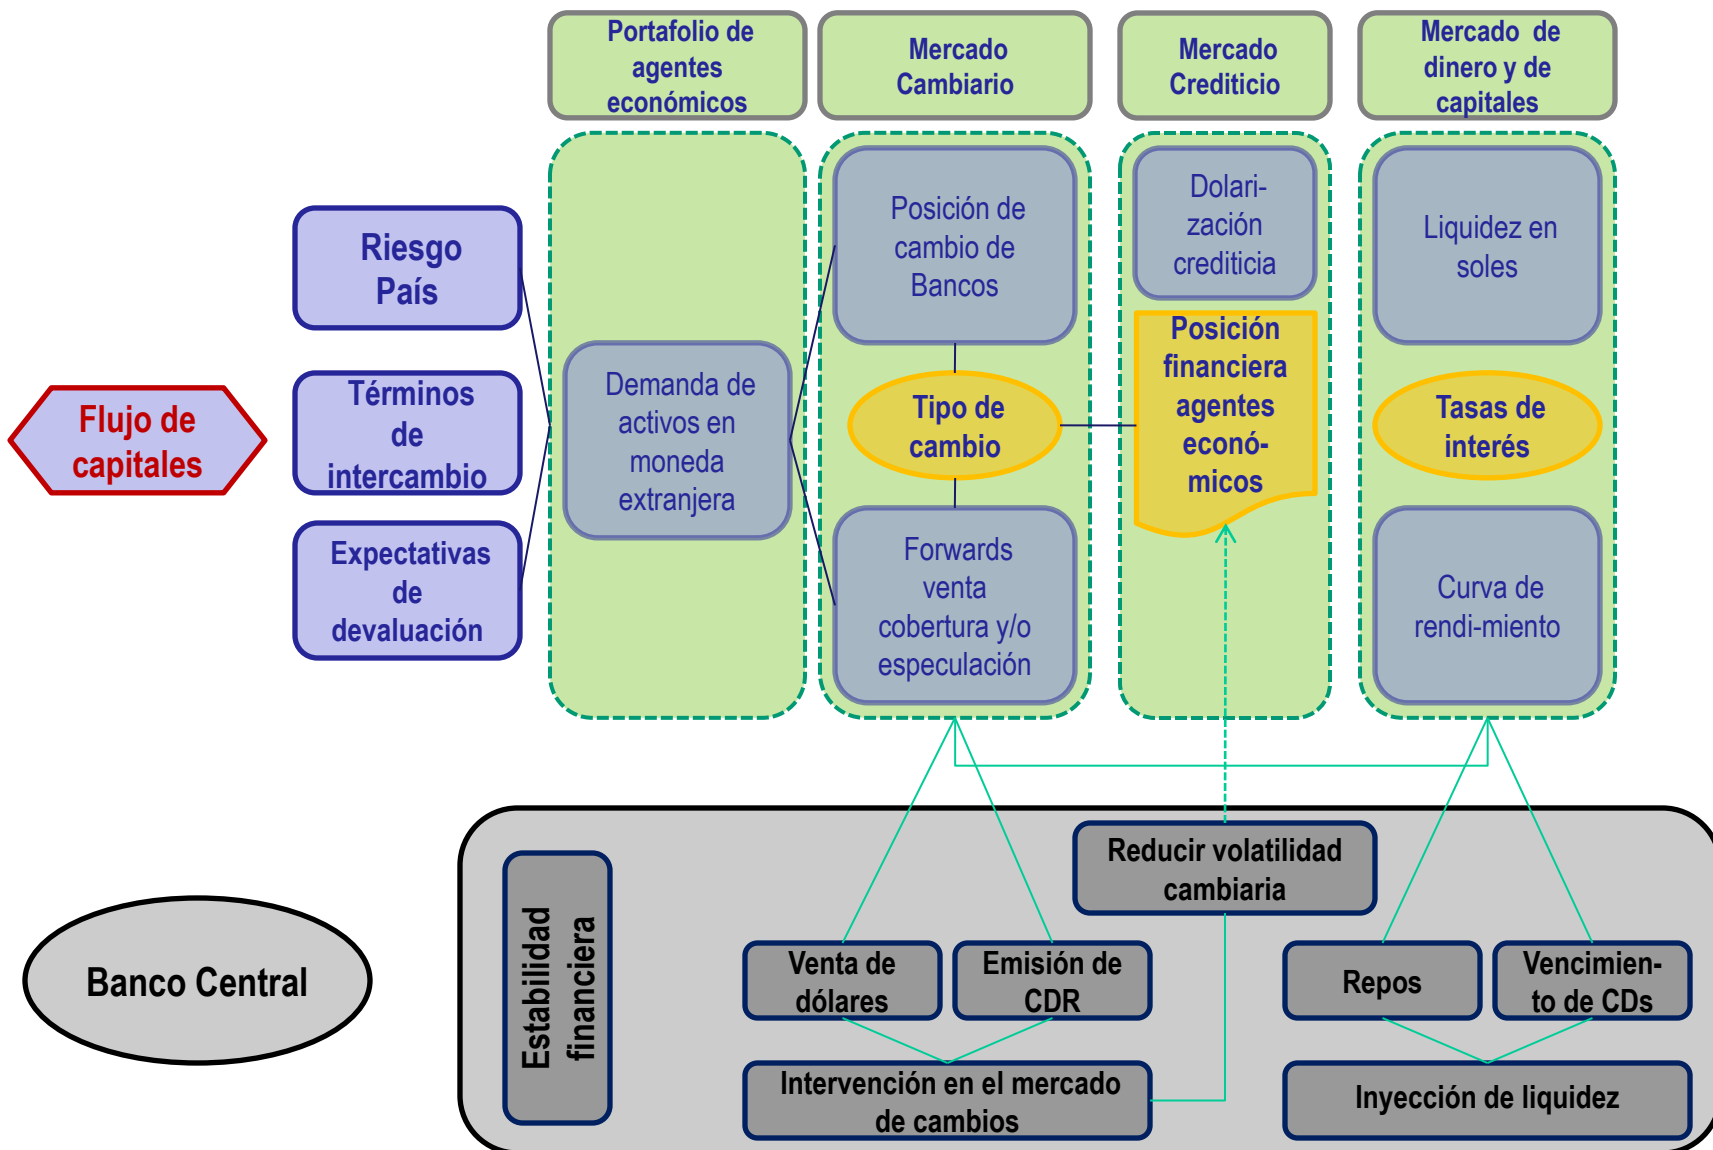 Portafolio de
agentes
económicos
Mercado
Cambiario
Mercado
Crediticio
Mercado de
dinero y de
capitales
Flujo de
capitales
Riesgo
País
Términos
de
intercambio
Expectativas
de
devaluación
Demanda de
activos en
moneda
extranjera
Posición de
cambio de
Bancos
Tipo de
cambio
Forwards
venta
cobertura y/o
especulación
Dolari-
zación
crediticia
Posición
financiera
agentes
econó-
micos
Liquidez en
soles
Tasas de
interés
Curva de
rendi-miento
Banco Central
Estabilidad
financiera
Reducir volatilidad
cambiaria
Venta de
dólares
Emisión de
CDR
Intervención en el mercado
de cambios
Repos
Vencimien-
to de CDs
Inyección de liquidez